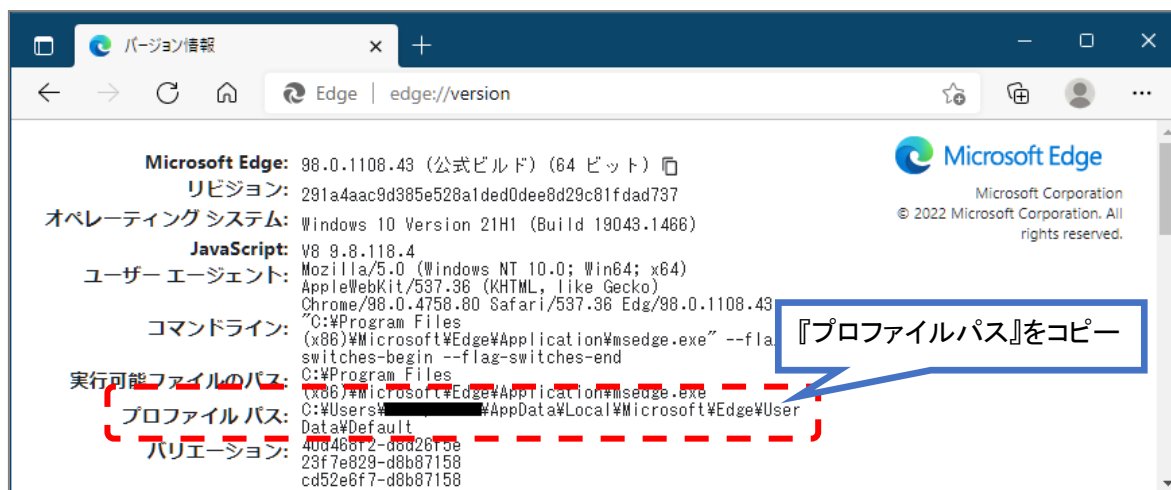 バージョン情報
Edge | edge://version
Microsoft Edge
Microsoft Corporation
© 2022 Microsoft Corporation. All
rights reserved.
Microsoft Edge: 98.0.1108.43 (公式ビルド) (64 ビット)
リビジョン: 291a4aac9d385e528a1ded0dee8d29c81fdad737
オペレーティング システム: Windows 10 Version 21H1 (Build 19043.1466)
JavaScript: V8 9.8.118.4
ユーザー エージェント: Mozilla/5.0 (Windows NT 10.0; Win64; x64)
AppleWebKit/537.36 (KHTML, like Gecko)
Chrome/98.0.4758.80 Safari/537.36 Edg/98.0.1108.43
コマンドライン: "C:¥Program Files
(x86)¥Microsoft¥Edge¥Application¥msedge.exe" --fla
switches-begin --flag-switches-end
実行可能ファイルのパス: C:¥Program Files
(x86)¥Microsoft¥Edge¥Application¥msedge.exe
プロファイル パス: C:¥Users¥ ¥AppData¥Local¥Microsoft¥Edge¥User
Data¥Default
バリエーション: 40d468f2-d8d26f5e
23f7e829-d8b87158
cd52e6f7-d8b87158
『プロファイルパス』をコピー